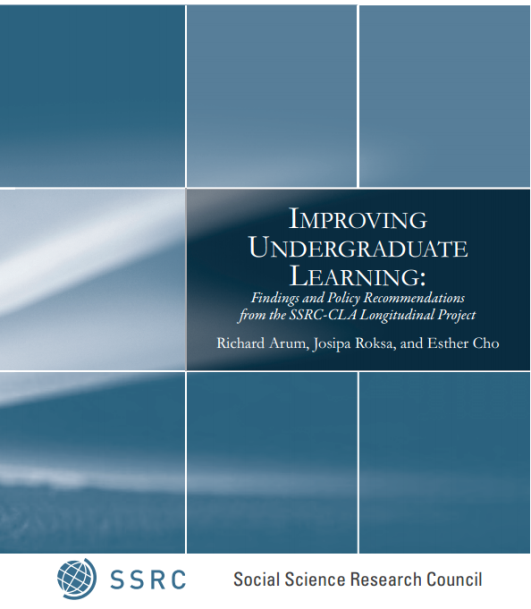 IMPROVING
UNDERGRADUATE
LEARNING:
Findings and Policy Recommendations
from the SSRC-CLA Longitudinal Project
Richard Arum, Josipa Roksa, and Esther Cho
SSRC Social Science Research Council